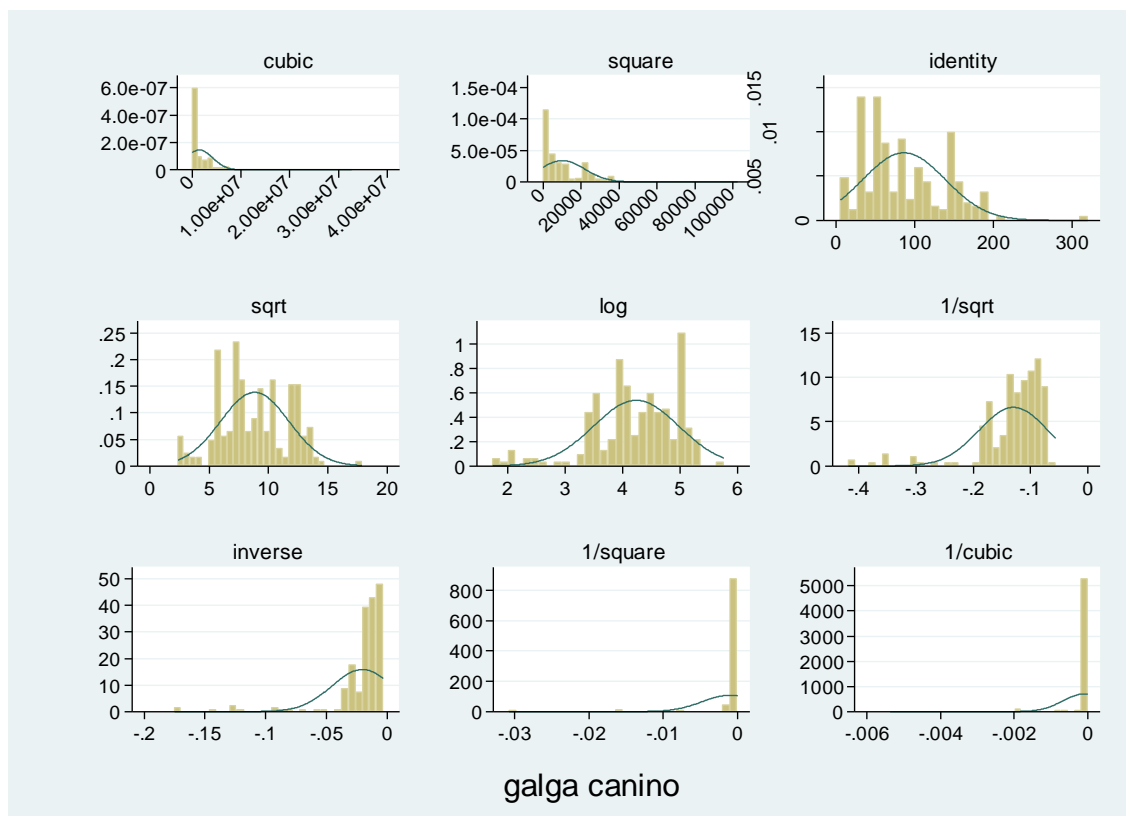 cubic
6.0e-07
4.0e-07
2.0e-07
0
0 1.00e+07 2.00e+07 3.00e+07 4.00e+07
square
1.5e-04
1.0e-04
5.0e-05
0
0 20000 40000 60000 80000 100000
identity
.015
.01
.005
0
0 100 200 300
sqrt
.25
.2
.15
.1
.05
0
0 5 10 15 20
log
1
.8
.6
.4
.2
0
2 3 4 5 6
1/sqrt
15
10
5
0
-.4 -.3 -.2 -.1 0
inverse
50
40
30
20
10
0
-.2 -.15 -.1 -.05 0
1/square
800
600
400
200
0
-.03 -.02 -.01 0
1/cubic
5000
4000
3000
2000
1000
0
-.006 -.004 -.002 0
galga canino